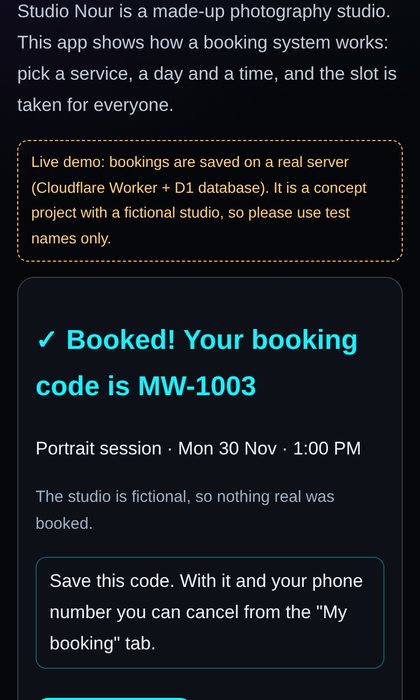 Studio Nour is a made-up photography studio.
This app shows how a booking system works:
pick a service, a day and a time, and the slot is
taken for everyone.
Live demo: bookings are saved on a real server
(Cloudflare Worker + D1 database). It is a concept
project with a fictional studio, so please use test
names only.
✓ Booked! Your booking
code is MW-1003
Portrait session · Mon 30 Nov · 1:00 PM
The studio is fictional, so nothing real was
booked.
Save this code. With it and your phone
number you can cancel from the "My
booking" tab.